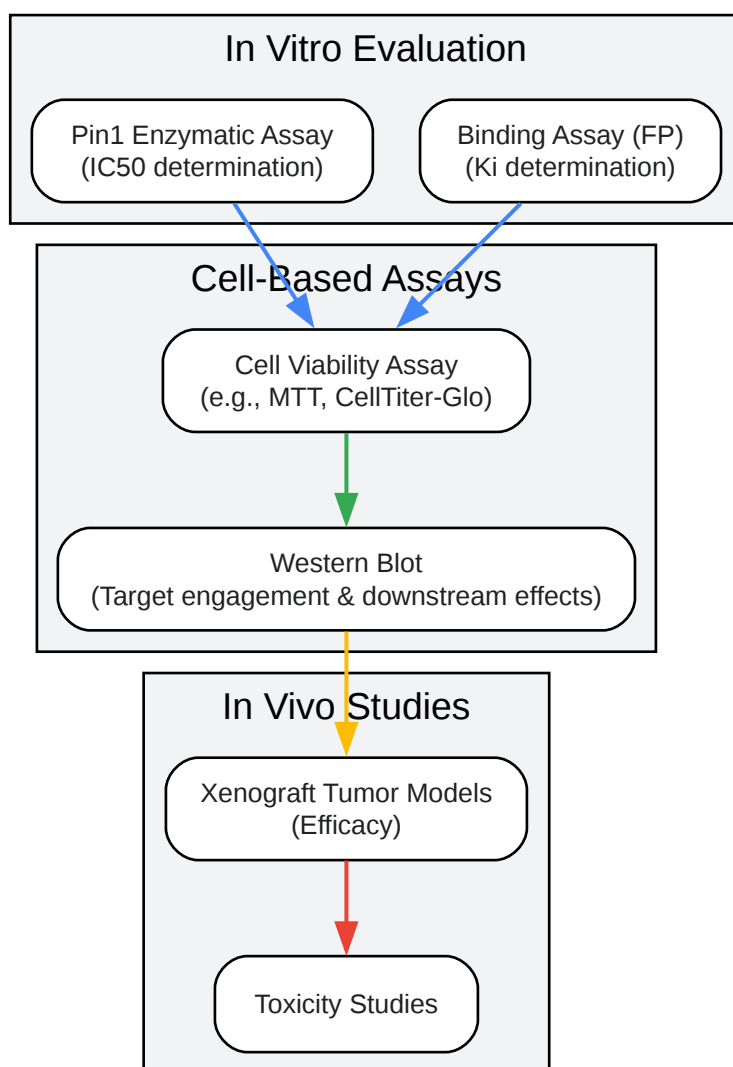 In Vitro Evaluation
Pin1 Enzymatic Assay
(IC50 determination)
Binding Assay (FP)
(Ki determination)
Cell-Based Assays
Cell Viability Assay
(e.g., MTT, CellTiter-Glo)
Western Blot
(Target engagement & downstream effects)
In Vivo Studies
Xenograft Tumor Models
(Efficacy)
Toxicity Studies